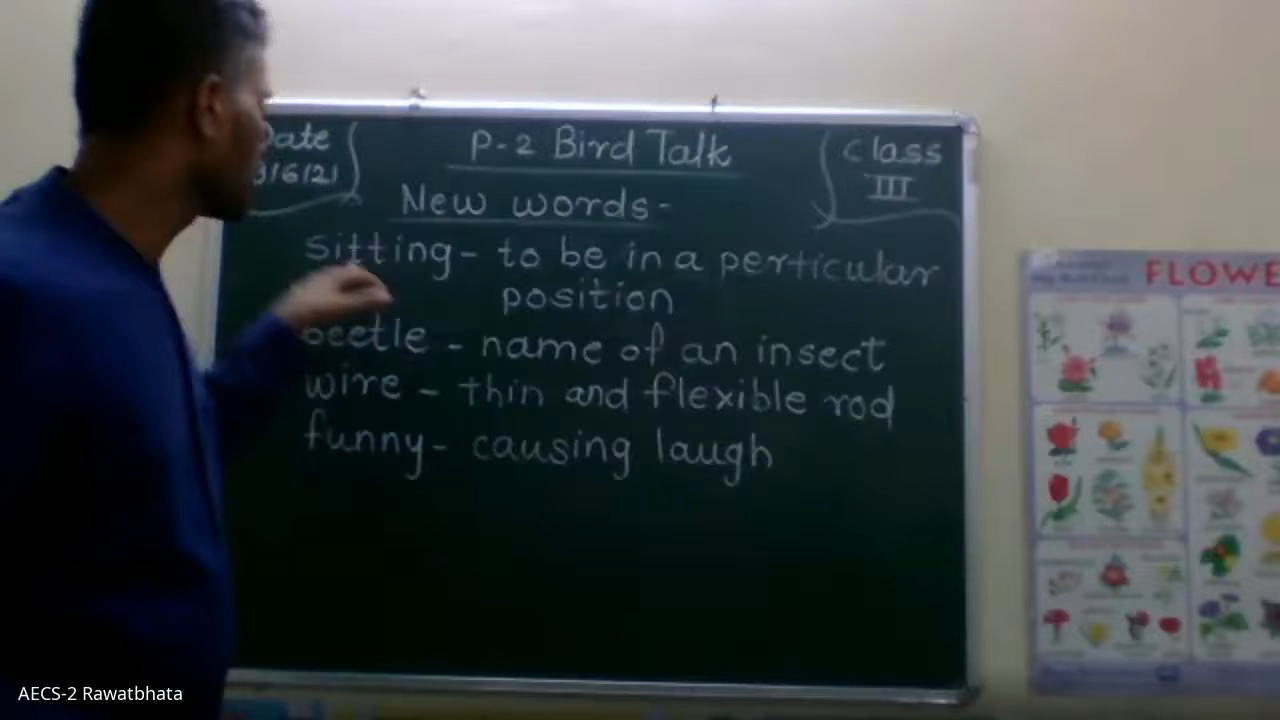 P-2 Bird Talk
Class
III
New words-
sitting - to be in a perticular
position
beetle - name of an insect
wire - thin and flexible rod
funny - causing laugh
FLOWE
AECS-2 Rawatbhata